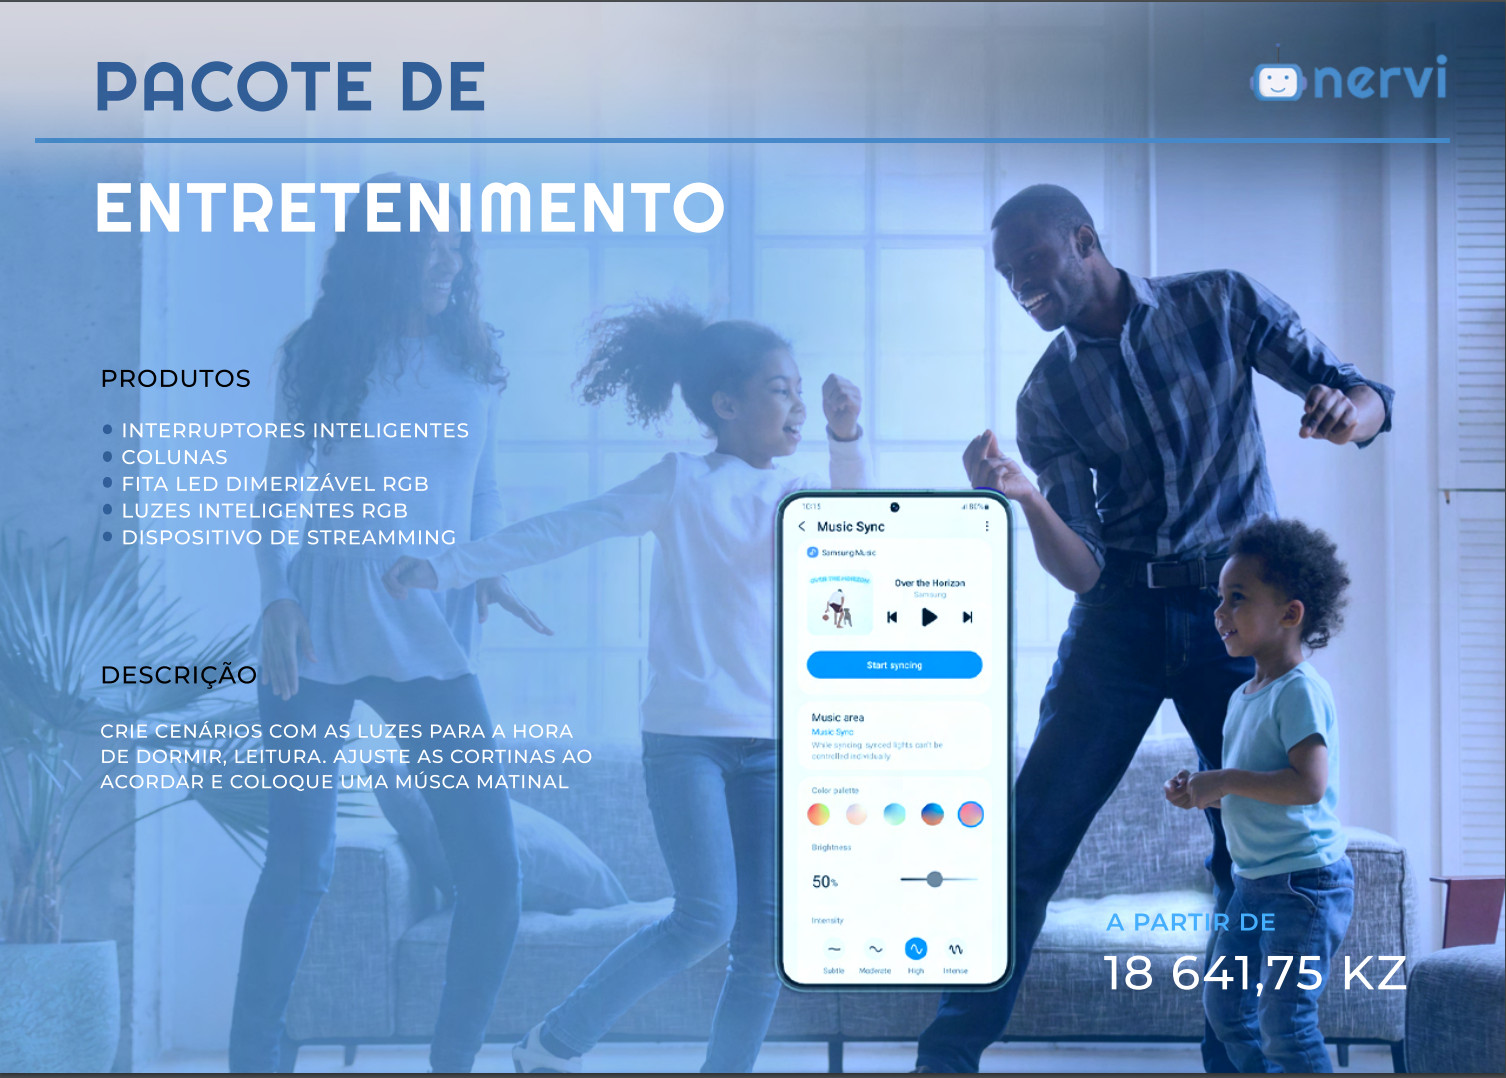 PACOTE DE
nervi
ENTRETENIMENTO
PRODUTOS
INTERRUPTORES INTELIGENTES
COLUNAS
FITA LED DIMERIZÁVEL RGB
LUZES INTELIGENTES RGB
DISPOSITIVO DE STREAMMING
DESCRIÇÃO
CRIE CENÁRIOS COM AS LUZES PARA A HORA
DE DORMIR, LEITURA. AJUSTE AS CORTINAS AO
ACORDAR E COLOQUE UMA MÚSCA MATINAL
10:15
80%
Music Sync
Samsung Music
OVER THE HORIZON
Over the Horizon
Samsung
Start syncing
Music area
Music Sync
While syncing, synced lights can't be
controlled individually.
Color palette
Brightness
50%
Intensity
Subtle Moderate High Intense
A PARTIR DE
18 641,75 KZ